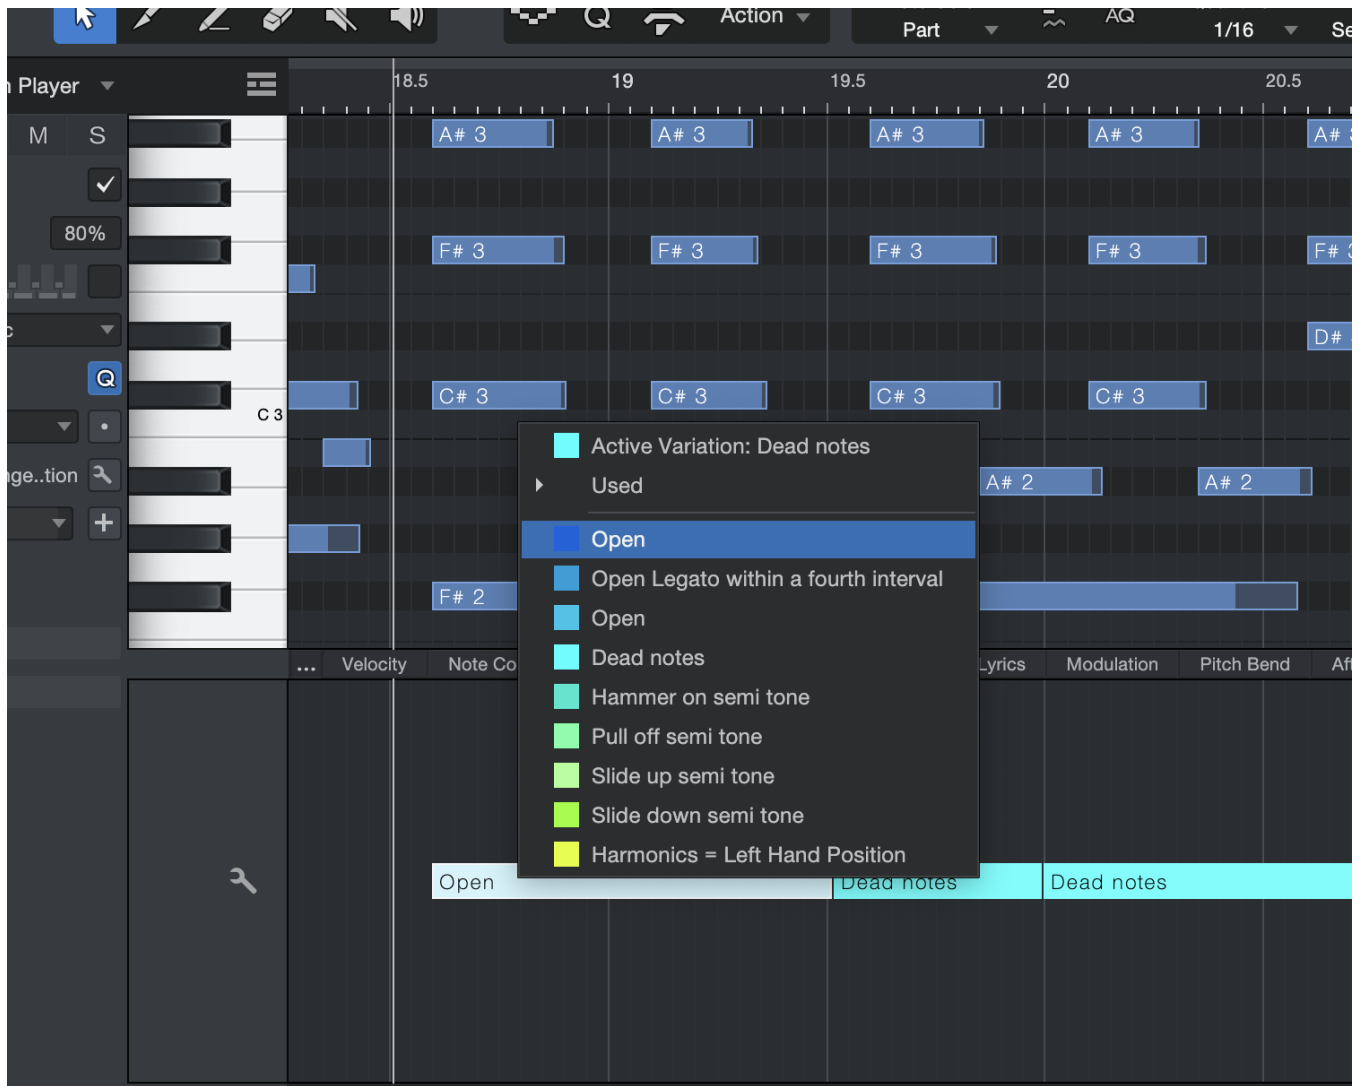 Action
Part
AQ
1/16
Player
18.5
19
19.5
20
20.5
M
S
A# 3
A# 3
A# 3
A# 3
A#
80%
F# 3
F# 3
F# 3
F# 3
F#
D#
Q
C# 3
C# 3
C# 3
C# 3
C 3
Active Variation: Dead notes
Used
A# 2
A# 2
Open
Open Legato within a fourth interval
F# 2
Open
Dead notes
Velocity
Note Co
Lyrics
Modulation
Pitch Bend
Hammer on semi tone
Pull off semi tone
Slide up semi tone
Slide down semi tone
Harmonics = Left Hand Position
Open
Dead notes
Dead notes